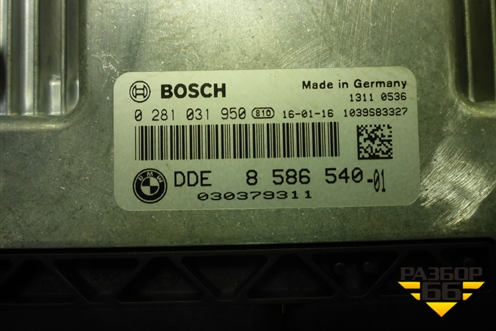 BOSCH
Made in Germany
1311 0536
0 281 031 950 810 16-01-16 1039S83327
BMW
DDE 8 586 540-01
030379311
РАЗБОР
66